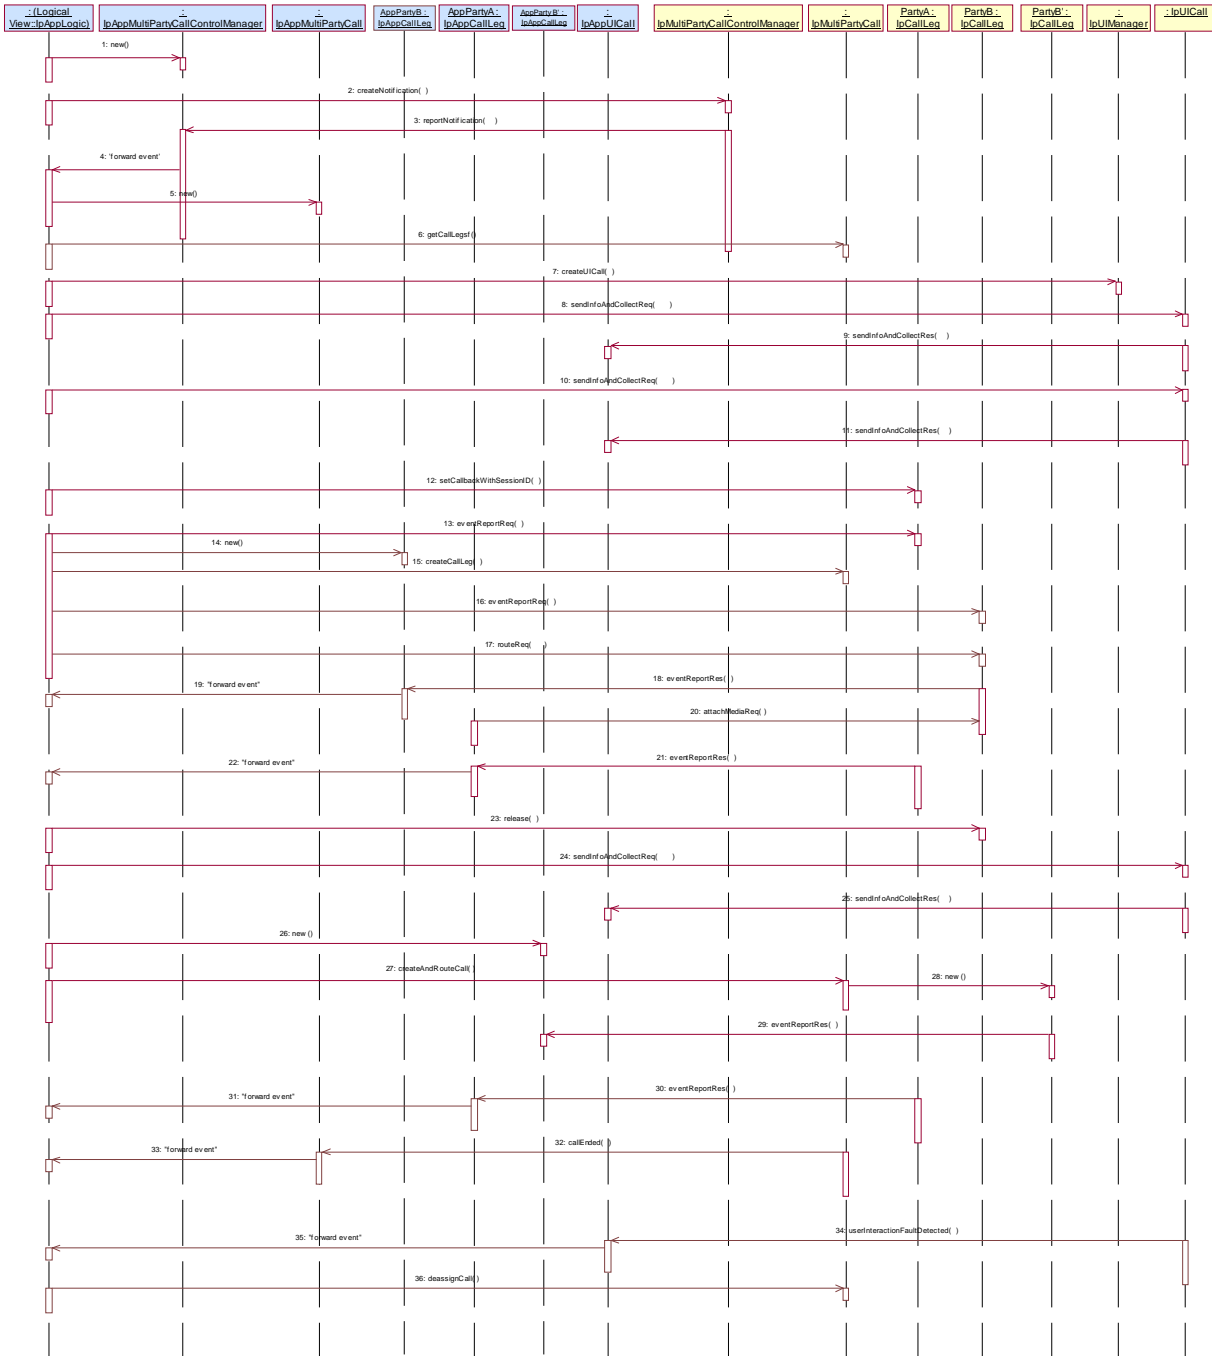 : (Logical
View::IpAppLogic)
:
IpAppMultiPartyCallControlManager
:
IpAppMultiPartyCall
AppPartyB :
IpAppCallLeg
AppPartyA :
IpAppCallLeg
AppPartyB' :
IpAppCallLeg
:
IpAppUICall
:
IpMultiPartyCallControlManager
:
IpMultiPartyCall
PartyA :
IpCallLeg
PartyB :
IpCallLeg
PartyB' :
IpCallLeg
:
IpUIManager
: IpUICall
1: new()
2: createNotification( )
3: reportNotification( )
4: 'forward event'
5: new()
6: getCallLegsf()
7: createUICall( )
8: sendInfoAndCollectReq( )
9: sendInfoAndCollectRes( )
10: sendInfoAndCollectReq( )
11: sendInfoAndCollectRes( )
12: setCallbackWithSessionID( )
13: eventReportReq( )
14: new()
15: createCallLeg( )
16: eventReportReq( )
17: routeReq( )
18: eventReportRes( )
19: "forward event"
20: attachMediaReq( )
21: eventReportRes( )
22: "forward event"
23: release( )
24: sendInfoAndCollectReq( )
25: sendInfoAndCollectRes( )
26: new ()
27: createAndRouteCall( )
28: new ()
29: eventReportRes( )
30: eventReportRes( )
31: "forward event"
32: callEnded( )
33: "forward event"
34: userInteractionFaultDetected( )
35: "forward event"
36: deassignCall( )